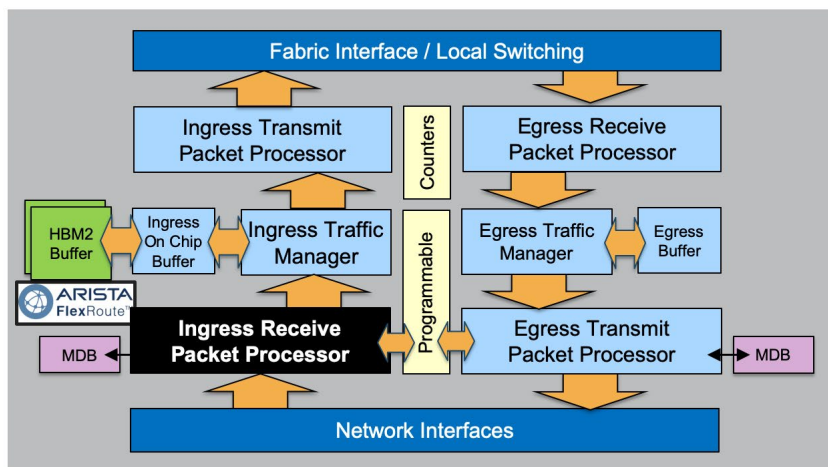 Fabric Interface / Local Switching
Ingress Transmit
Packet Processor
Counters
Egress Receive
Packet Processor
HBM2
Buffer
Ingress
On Chip
Buffer
Ingress Traffic
Manager
Programmable
Egress Traffic
Manager
Egress
Buffer
ARISTA
FlexRoute™
MDB
Ingress Receive
Packet Processor
Egress Transmit
Packet Processor
MDB
Network Interfaces